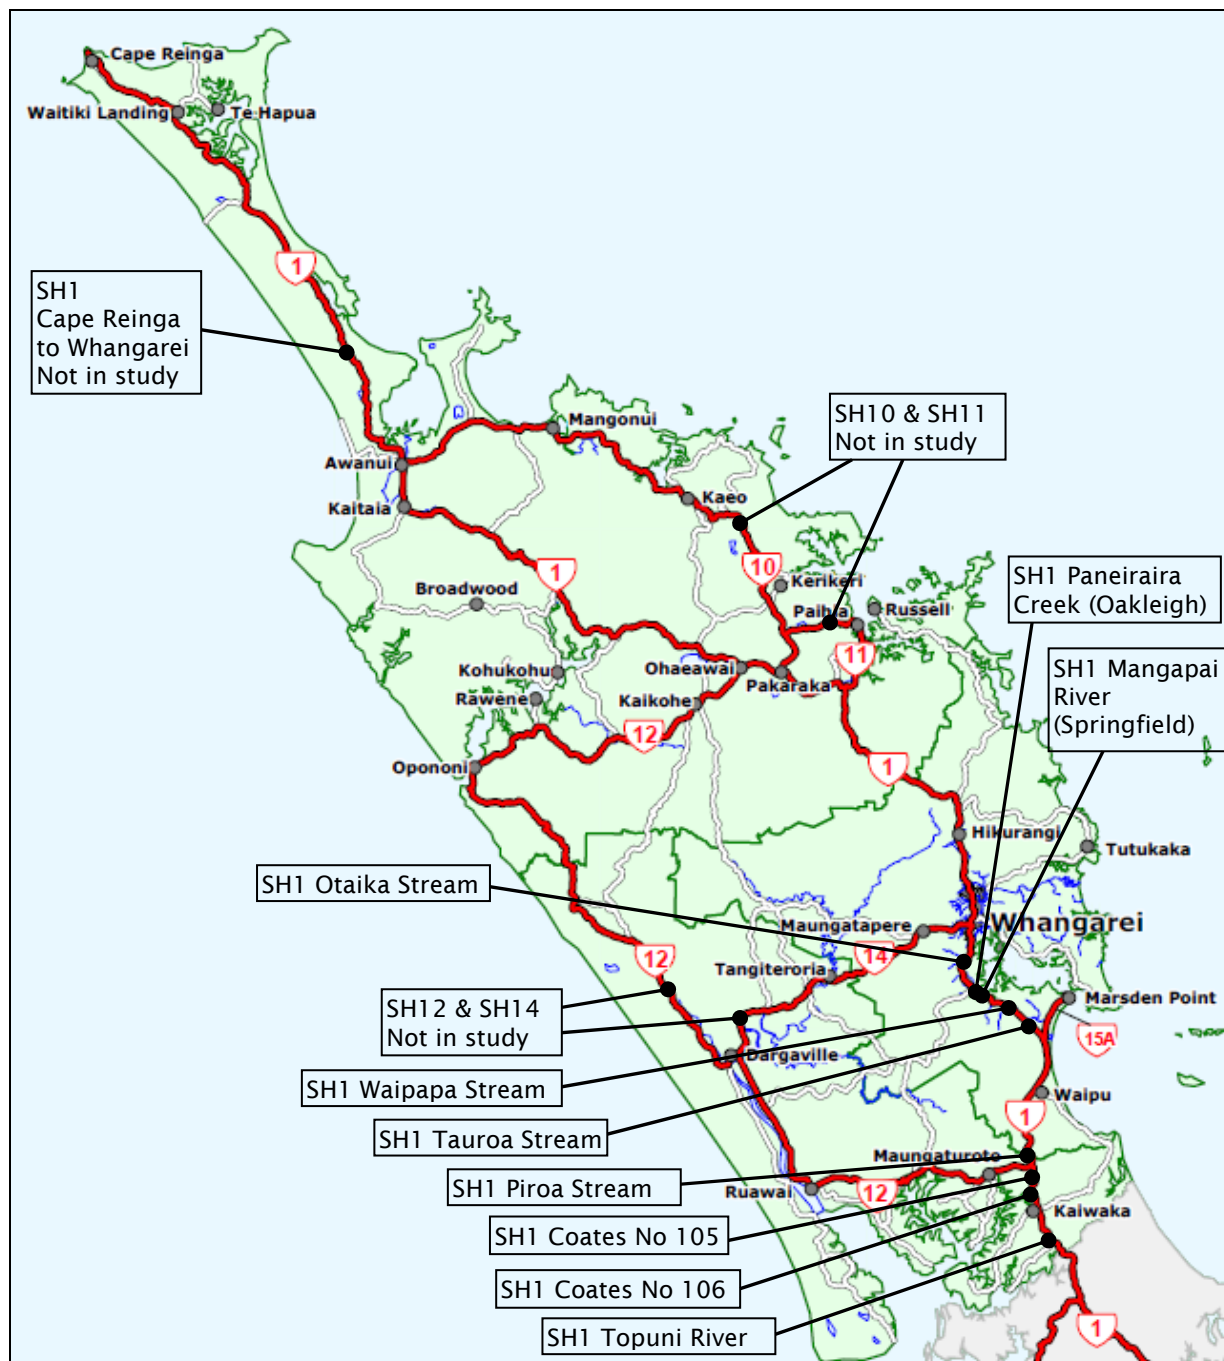 Cape Reinga
Waitiki Landing
Te Hapua
1
SH1
Cape Reinga
to Whangarei
Not in study
SH10 & SH11
Not in study
Mangonui
Awanui
Kaeo
Kaitaia
1
10
Kerikeri
SH1 Paneiraira
Creek (Oakleigh)
Broadwood
Paihia
Russell
11
SH1 Mangapai
River
(Springfield)
Kohukohu
Ohaeawai
Pakaraka
Rawene
Kaikohe
12
Opononi
1
Hikurangi
Tutukaka
SH1 Otaika Stream
Maungatapere
Whangarei
12
14
Tangiteroria
SH12 & SH14
Not in study
Marsden Point
15A
Dargaville
SH1 Waipapa Stream
Waipu
1
SH1 Tauroa Stream
Maungaturoto
SH1 Piroa Stream
Ruawai
12
Kaiwaka
SH1 Coates No 105
SH1 Coates No 106
SH1 Topuni River
1